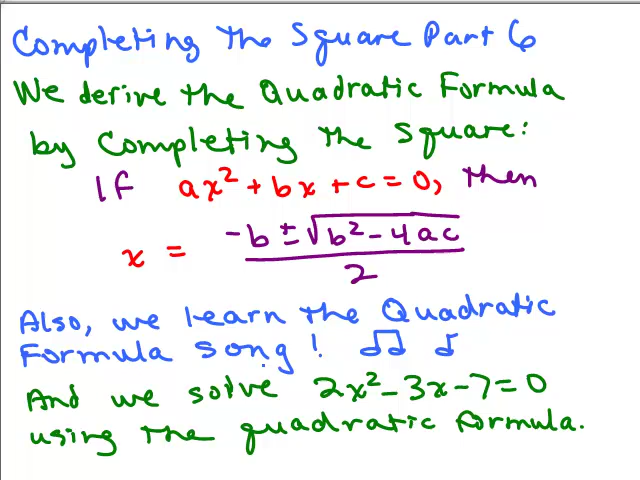 Completing the Square Part 6
We derive the Quadratic Formula
by Completing the Square:
If ax² + bx + c = 0, then
x = (-b ± √(b² - 4ac)) / 2
Also, we learn the Quadratic
Formula Song! ♫ ♪
And we solve 2x² - 3x - 7 = 0
using the quadratic formula.